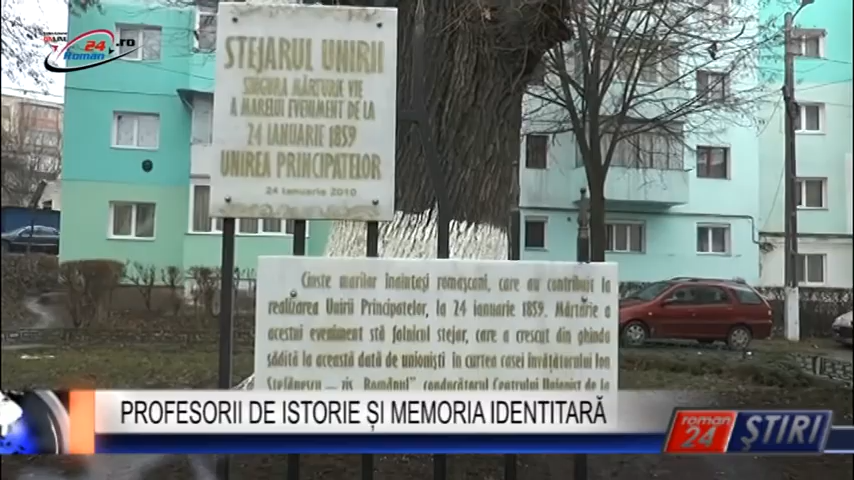 24
Roman
.ro
STEJARUL UNIRII
SINGURA MĂRTURIE VIE
A MARELUI EVENIMENT DE LA
24 IANUARIE 1859
UNIREA PRINCIPATELOR
24 Ianuarie 2010
Cinste marilor înaintești romașcani, care au contribuit la
realizarea Unirii Principatelor, la 24 ianuarie 1859. Mărturie a
acestui eveniment stă falnicul stejar, care a crescut din ghinda
sădită la această dată de unioniști în curtea casei învățătorului Ion
Ștefănescu – zis Românul" conducătorul Centrului Unionist de la
PROFESORII DE ISTORIE ȘI MEMORIA IDENTITARĂ
roman
24
ȘTIRI